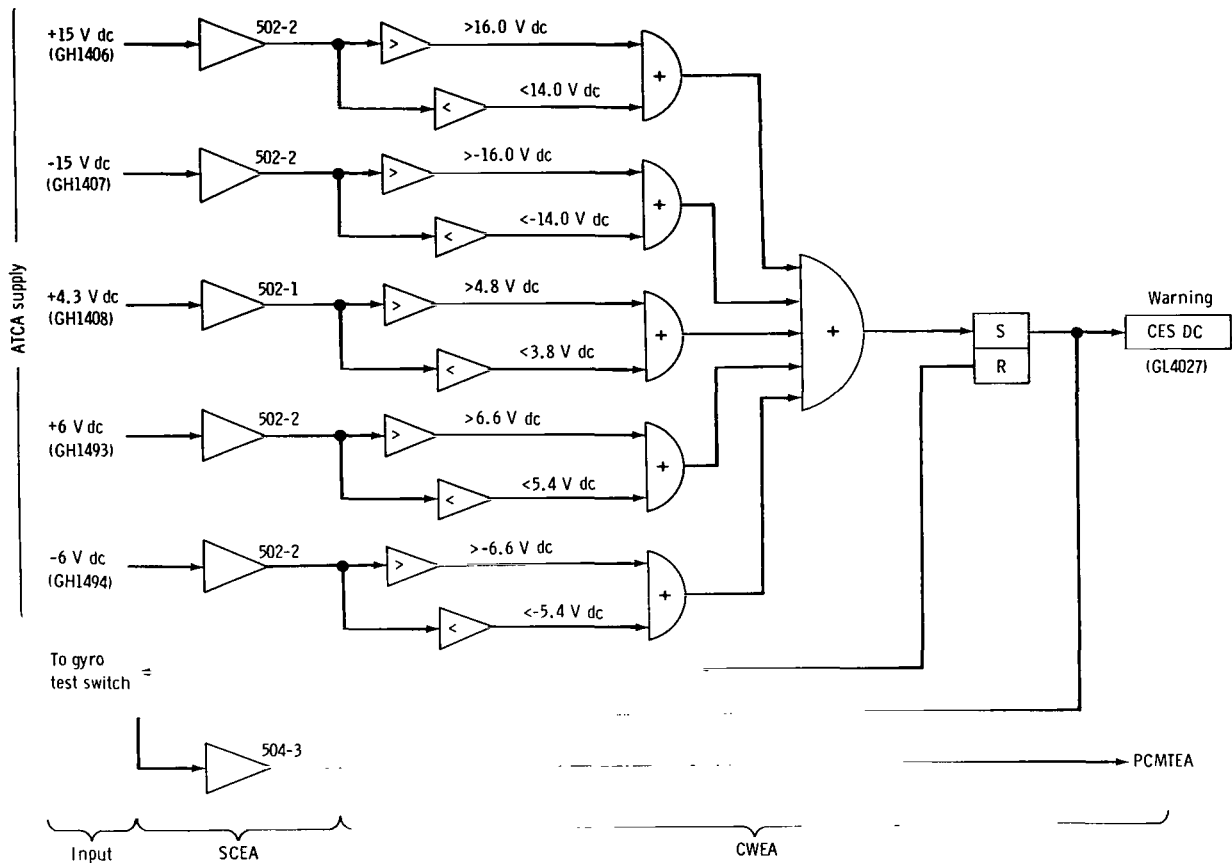 ATCA supply
+15 V dc
(GH1406)
502-2
>
>16.0 V dc
<
<14.0 V dc
+
-15 V dc
(GH1407)
502-2
>
>-16.0 V dc
<
<-14.0 V dc
+
+4.3 V dc
(GH1408)
502-1
>
>4.8 V dc
<
<3.8 V dc
+
+6 V dc
(GH1493)
502-2
>
>6.6 V dc
<
<5.4 V dc
+
-6 V dc
(GH1494)
502-2
>
>-6.6 V dc
<
<-5.4 V dc
+
+
S
R
Warning
CES DC
(GL4027)
To gyro
test switch
504-3
PCMTEA
Input
SCEA
CWEA